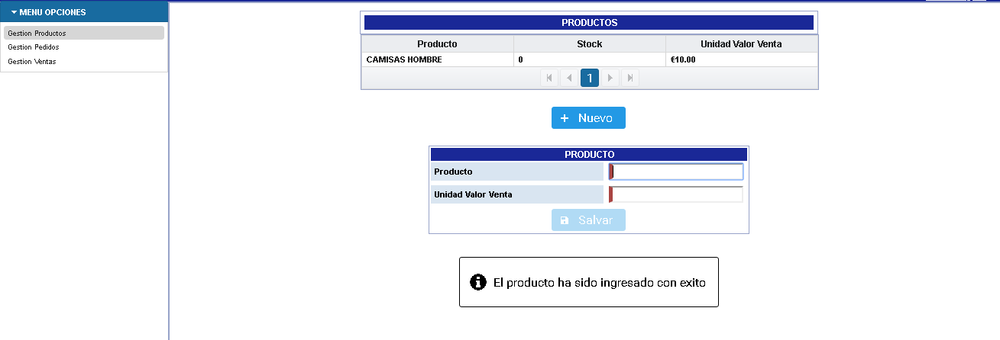 MENU OPCIONES
Gestion Productos
Gestion Pedidos
Gestion Ventas
PRODUCTOS
Producto Stock Unidad Valor Venta
CAMISAS HOMBRE 0 €10.00
1
+ Nuevo
PRODUCTO
Producto
Unidad Valor Venta
Salvar
El producto ha sido ingresado con exito